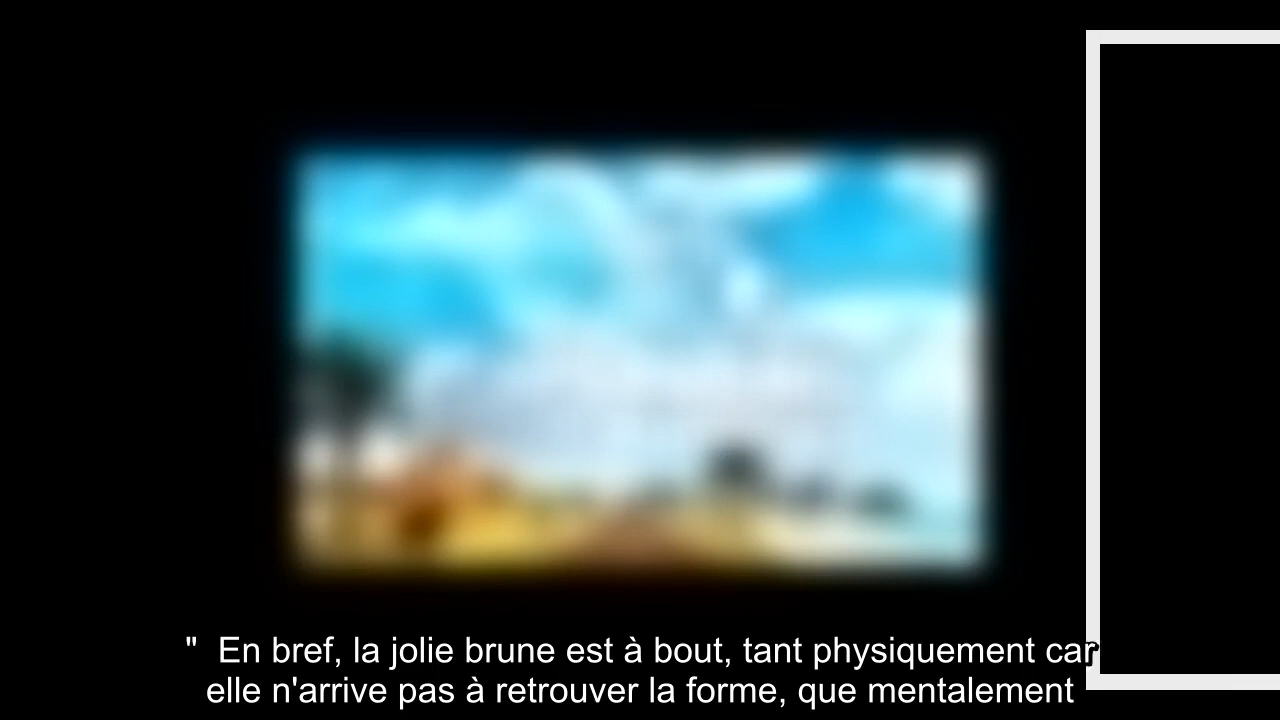 "  En bref, la jolie brune est à bout, tant physiquement car
elle n'arrive pas à retrouver la forme, que mentalement